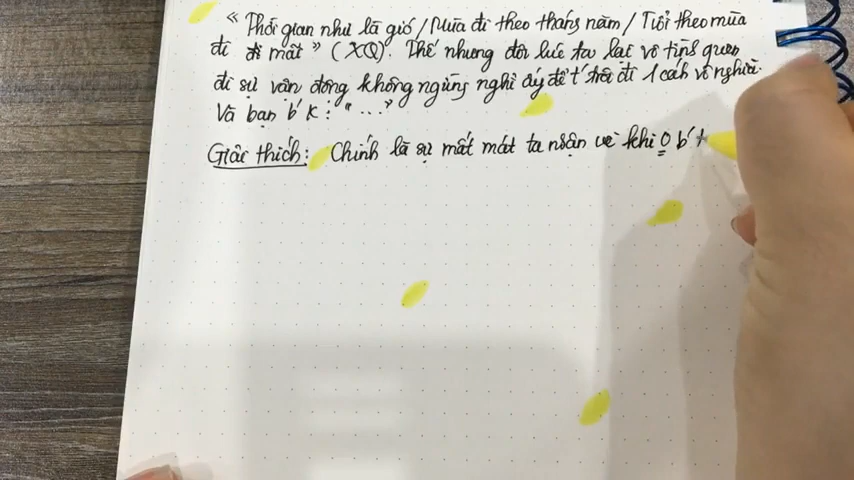 " Thời gian như là gió / Mùa đi theo tháng năm / Tuổi theo mùa
đi mất " (XQ). Thế nhưng đôi lúc ta lại vô tình quên
đi sự vận động không ngừng nghỉ ấy để t' trôi đi 1 cách vô nghĩa.
Và bạn b' k : " ... "
Giải thích : Chính là sự mất mát ta nhận về khi 0 b' t